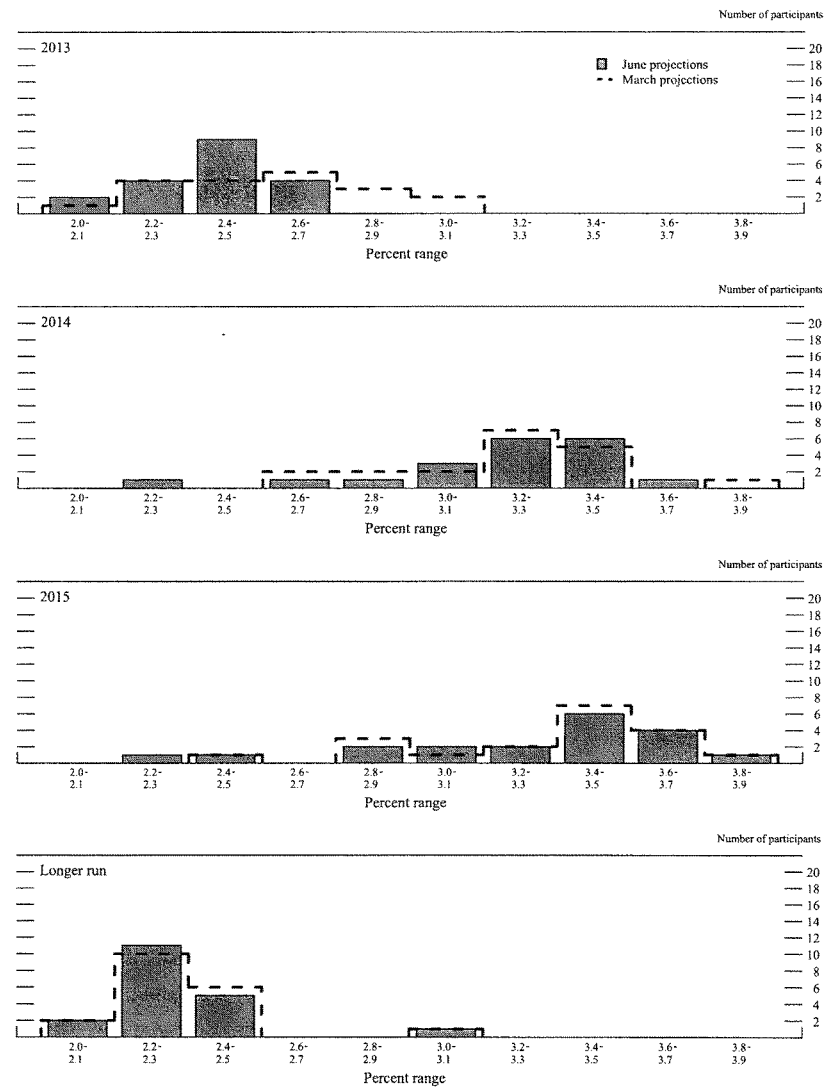 Number of participants
2013
June projections
March projections
20
18
16
14
12
10
8
6
4
2
2.0- 2.2- 2.4- 2.6- 2.8- 3.0- 3.2- 3.4- 3.6- 3.8-
2.1 2.3 2.5 2.7 2.9 3.1 3.3 3.5 3.7 3.9
Percent range
Number of participants
2014
20
18
16
14
12
10
8
6
4
2
2.0- 2.2- 2.4- 2.6- 2.8- 3.0- 3.2- 3.4- 3.6- 3.8-
2.1 2.3 2.5 2.7 2.9 3.1 3.3 3.5 3.7 3.9
Percent range
Number of participants
2015
20
18
16
14
12
10
8
6
4
2
2.0- 2.2- 2.4- 2.6- 2.8- 3.0- 3.2- 3.4- 3.6- 3.8-
2.1 2.3 2.5 2.7 2.9 3.1 3.3 3.5 3.7 3.9
Percent range
Number of participants
Longer run
20
18
16
14
12
10
8
6
4
2
2.0- 2.2- 2.4- 2.6- 2.8- 3.0- 3.2- 3.4- 3.6- 3.8-
2.1 2.3 2.5 2.7 2.9 3.1 3.3 3.5 3.7 3.9
Percent range